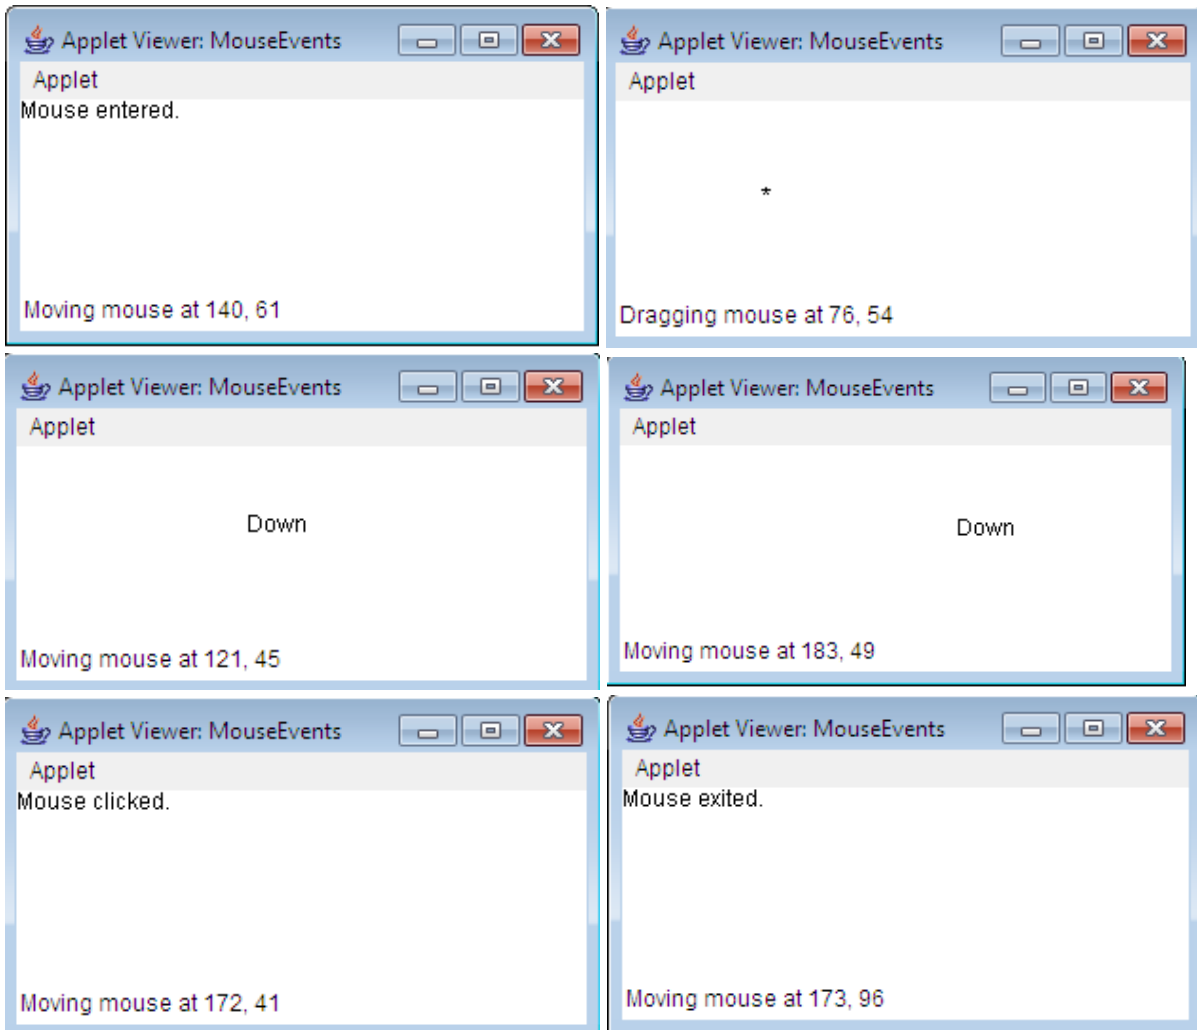 Applet Viewer: MouseEvents
Applet
Mouse entered.
Moving mouse at 140, 61
Applet Viewer: MouseEvents
Applet
*
Dragging mouse at 76, 54
Applet Viewer: MouseEvents
Applet
Down
Moving mouse at 121, 45
Applet Viewer: MouseEvents
Applet
Down
Moving mouse at 183, 49
Applet Viewer: MouseEvents
Applet
Mouse clicked.
Moving mouse at 172, 41
Applet Viewer: MouseEvents
Applet
Mouse exited.
Moving mouse at 173, 96